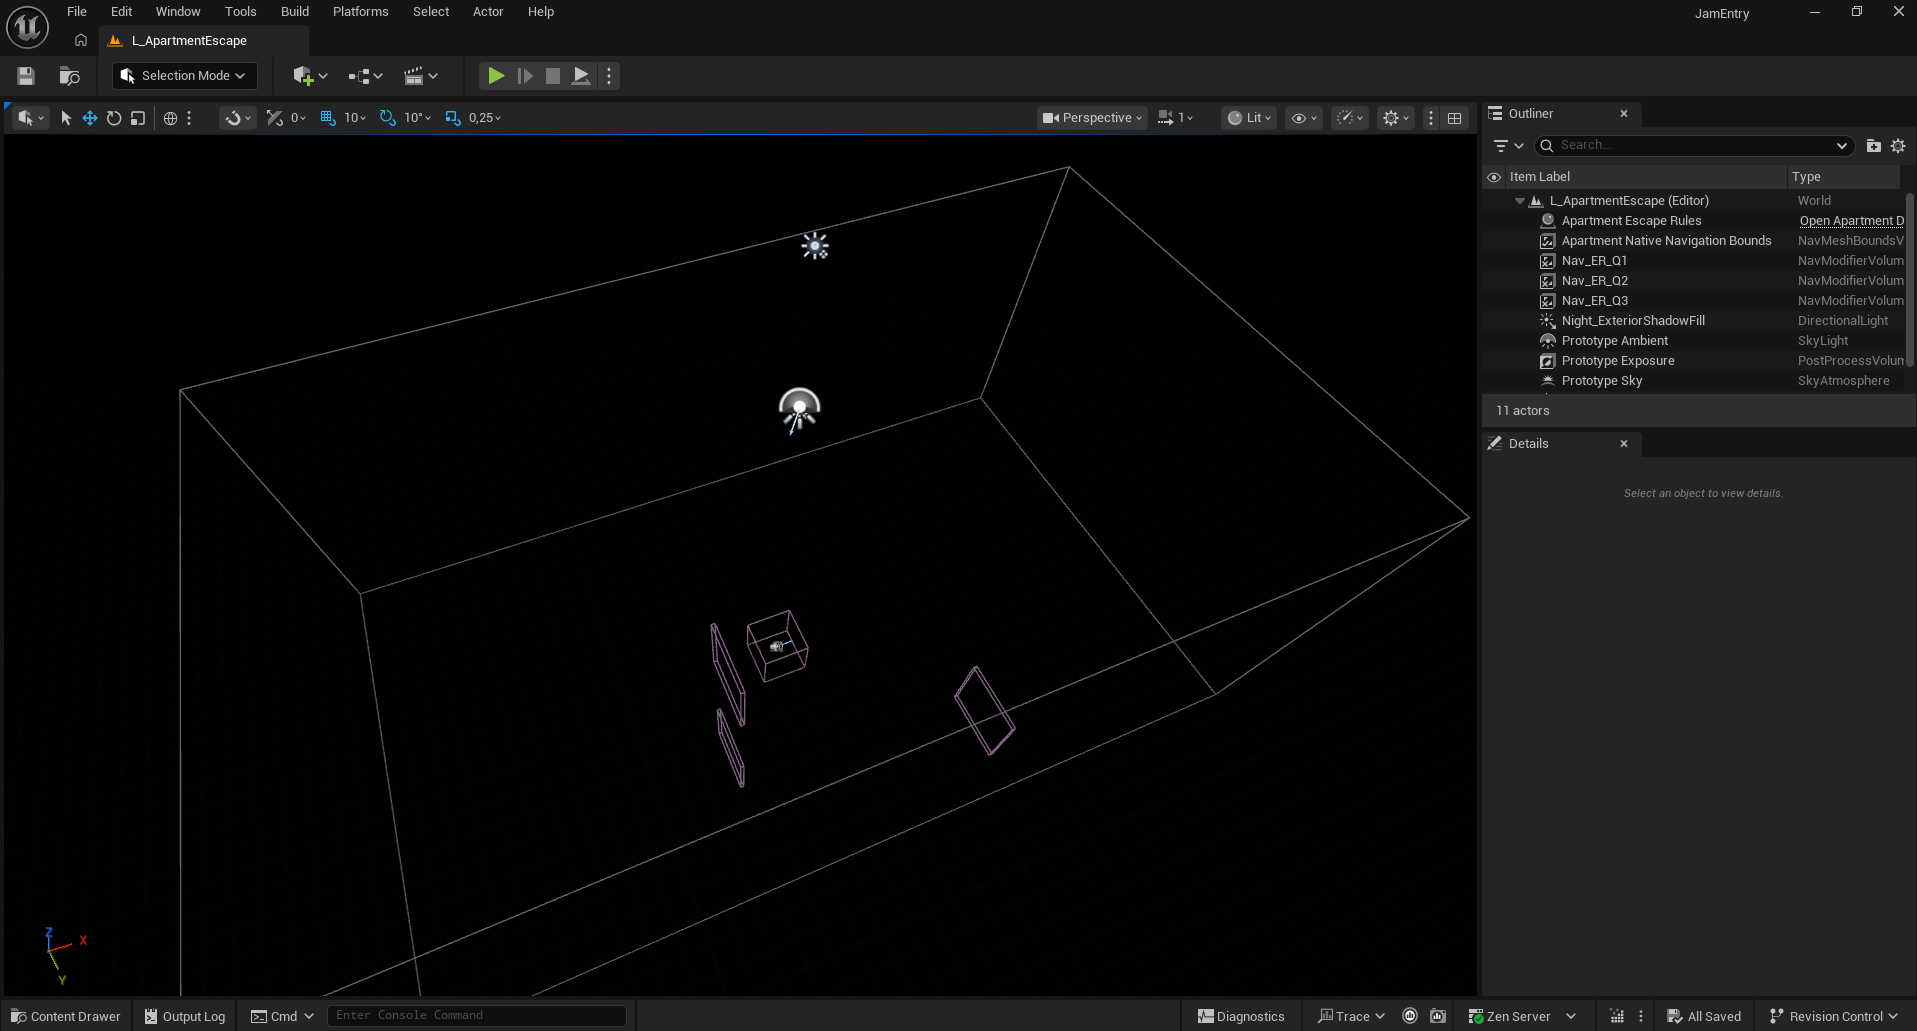 File Edit Window Tools Build Platforms Select Actor Help
JamEntry
L_ApartmentEscape
Selection Mode
0 10 10° 0,25
Perspective 1 Lit
Outliner
Search...
Item Label Type
L_ApartmentEscape (Editor) World
Apartment Escape Rules Open Apartment D
Apartment Native Navigation Bounds NavMeshBoundsV
Nav_ER_Q1 NavModifierVolum
Nav_ER_Q2 NavModifierVolum
Nav_ER_Q3 NavModifierVolum
Night_ExteriorShadowFill DirectionalLight
Prototype Ambient SkyLight
Prototype Exposure PostProcessVolum
Prototype Sky SkyAtmosphere
11 actors
Details
Select an object to view details.
Z X
Y
Content Drawer Output Log Cmd Enter Console Command Diagnostics Trace Zen Server All Saved Revision Control